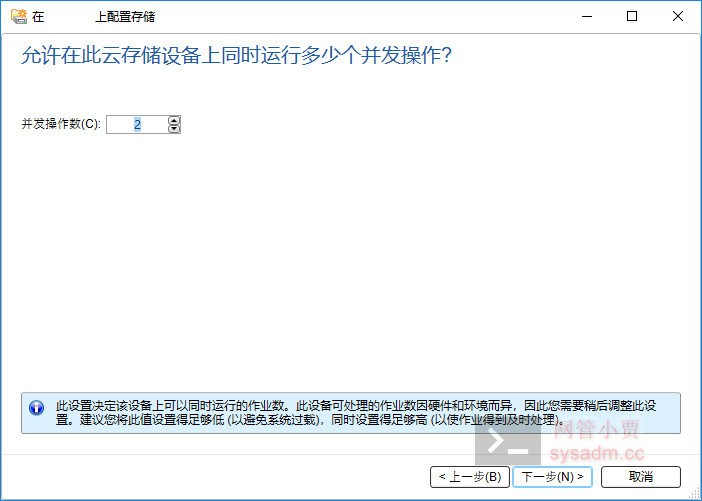 在 上配置存储
允许在此云存储设备上同时运行多少个并发操作?
并发操作数(C): 2
此设置决定该设备上可以同时运行的作业数。此设备可处理的作业数因硬件和环境而异，因此您需要稍后调整此设
置。建议您将此值设置得足够低 (以避免系统过载)，同时设置得足够高 (以使作业得到及时处理)。
网管小贾
sysadm.cc
< 上一步(B) 下一步(N) > 取消